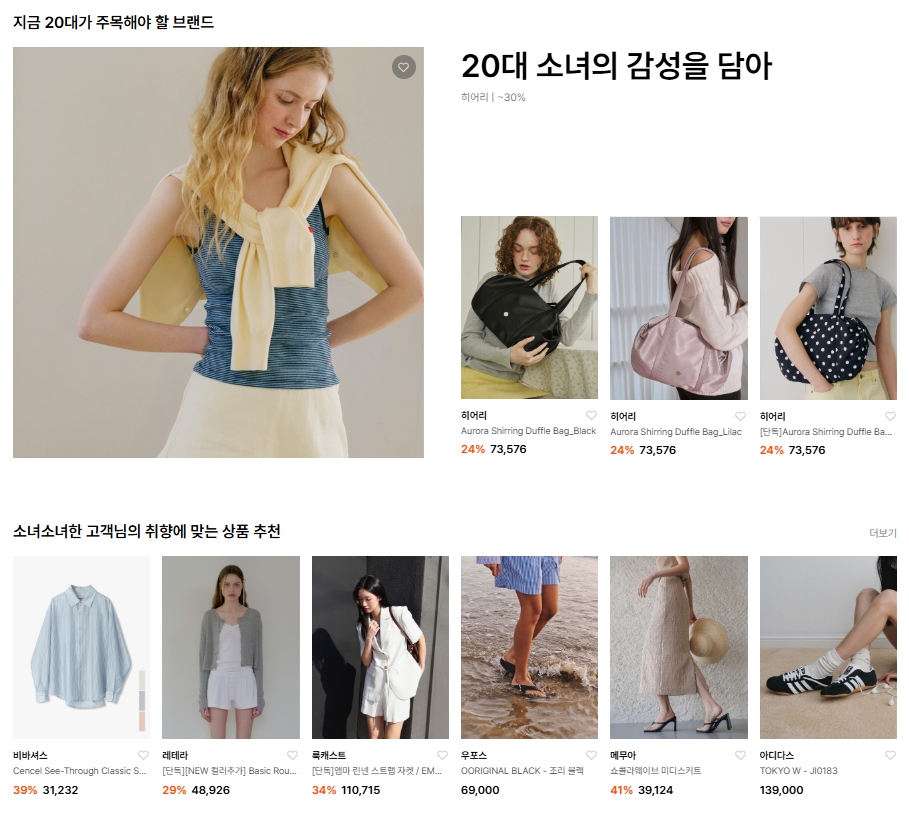 지금 20대가 주목해야 할 브랜드
20대 소녀의 감성을 담아
히어리 | ~30%
히어리
Aurora Shirring Duffle Bag_Black
24% 73,576
히어리
Aurora Shirring Duffle Bag_Lilac
24% 73,576
히어리
[단독]Aurora Shirring Duffle Ba...
24% 73,576
소녀소녀한 고객님의 취향에 맞는 상품 추천
더보기
비바셔스
Cencel See-Through Classic S...
39% 31,232
레테라
[단독][NEW 컬러추가] Basic Rou...
29% 48,926
룩캐스트
[단독]엠마 린넨 스트랩 자켓 / EM...
34% 110,715
우포스
OORIGINAL BLACK - 조리 블랙
69,000
메무아
쇼콜라웨이브 미디스커트
41% 39,124
아디다스
TOKYO W - JI0183
139,000